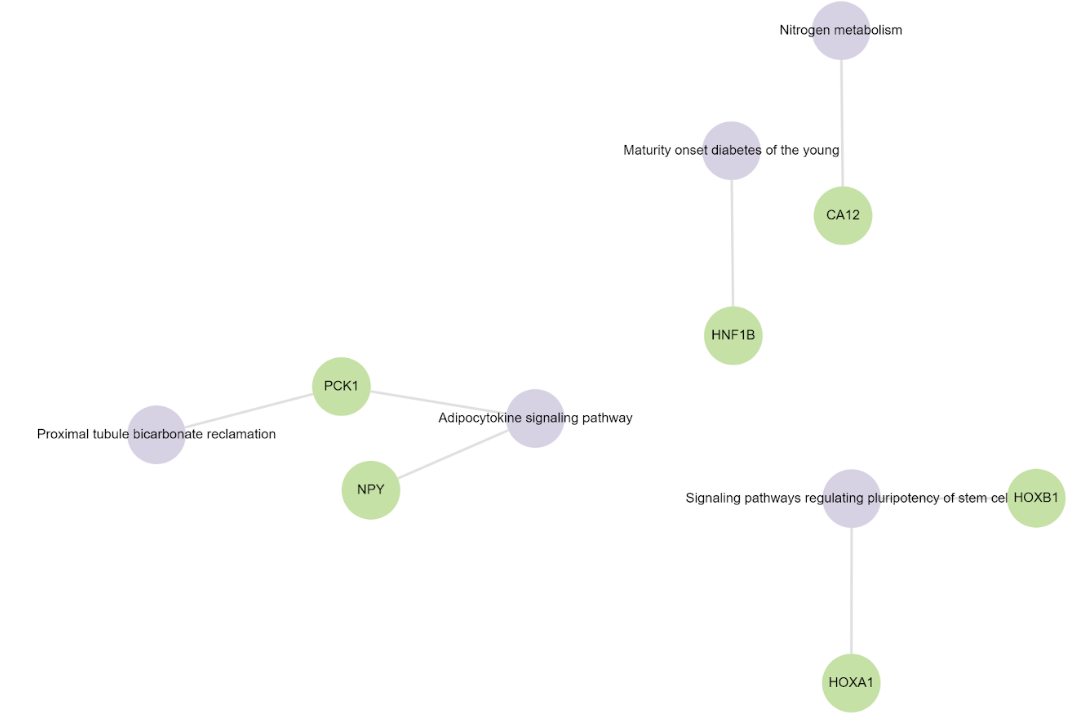 Nitrogen metabolism
Maturity onset diabetes of the young
CA12
HNF1B
PCK1
Adipocytokine signaling pathway
Proximal tubule bicarbonate reclamation
NPY
Signaling pathways regulating pluripotency of stem cel
HOXB1
HOXA1